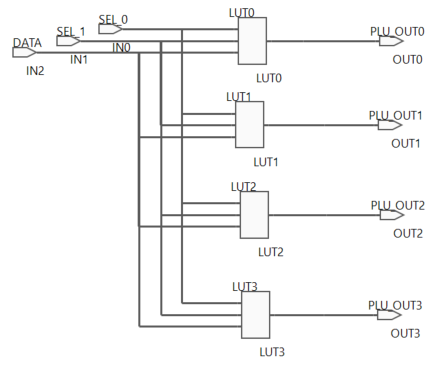 SEL_0
LUT0
SEL_1
IN0
PLU_OUT0
DATA
IN1
OUT0
IN2
LUT0
LUT1
PLU_OUT1
OUT1
LUT1
LUT2
PLU_OUT2
OUT2
LUT2
LUT3
PLU_OUT3
OUT3
LUT3